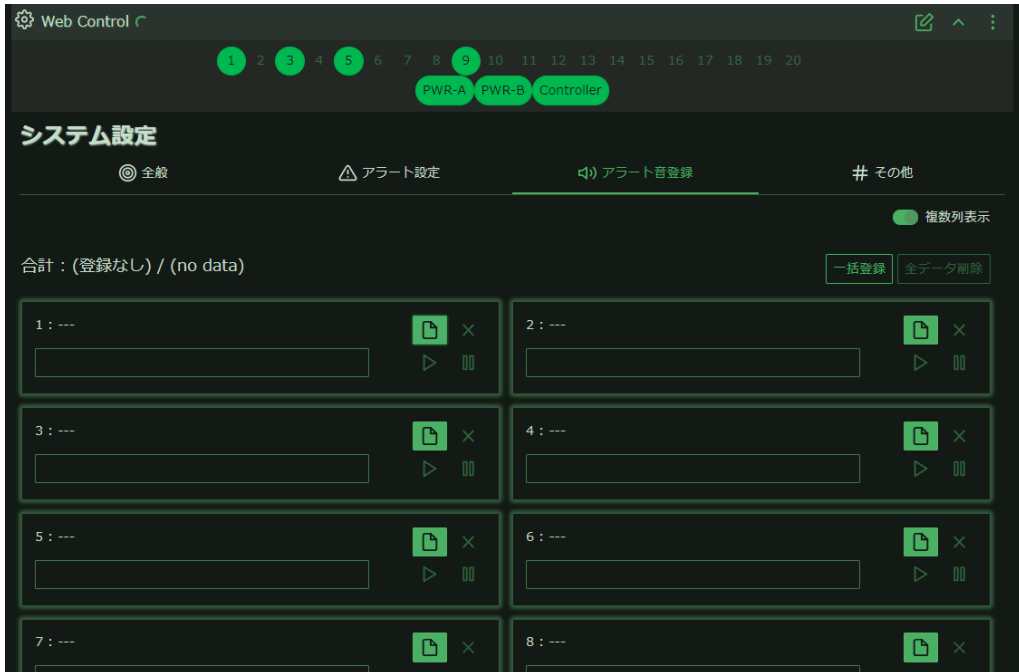 Web Control
1 2 3 4 5 6 7 8 9 10 11 12 13 14 15 16 17 18 19 20
PWR-A PWR-B Controller
システム設定
全般 アラート設定 アラート音登録 その他
複数列表示
合計：(登録なし) / (no data) 一括登録 全データ削除
1 : --- 2 : ---
3 : --- 4 : ---
5 : --- 6 : ---
7 : --- 8 : ---